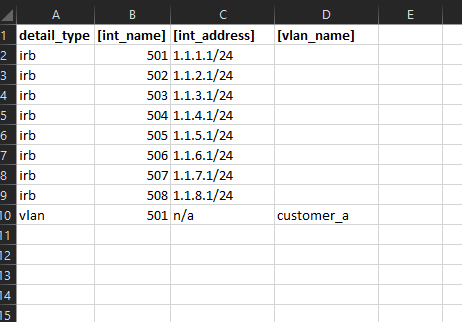 A B C D E
1 detail_type [int_name] [int_address] [vlan_name]
2 irb 501 1.1.1.1/24
3 irb 502 1.1.2.1/24
4 irb 503 1.1.3.1/24
5 irb 504 1.1.4.1/24
6 irb 505 1.1.5.1/24
7 irb 506 1.1.6.1/24
8 irb 507 1.1.7.1/24
9 irb 508 1.1.8.1/24
10 vlan 501 n/a customer_a
11
12
13
14
15